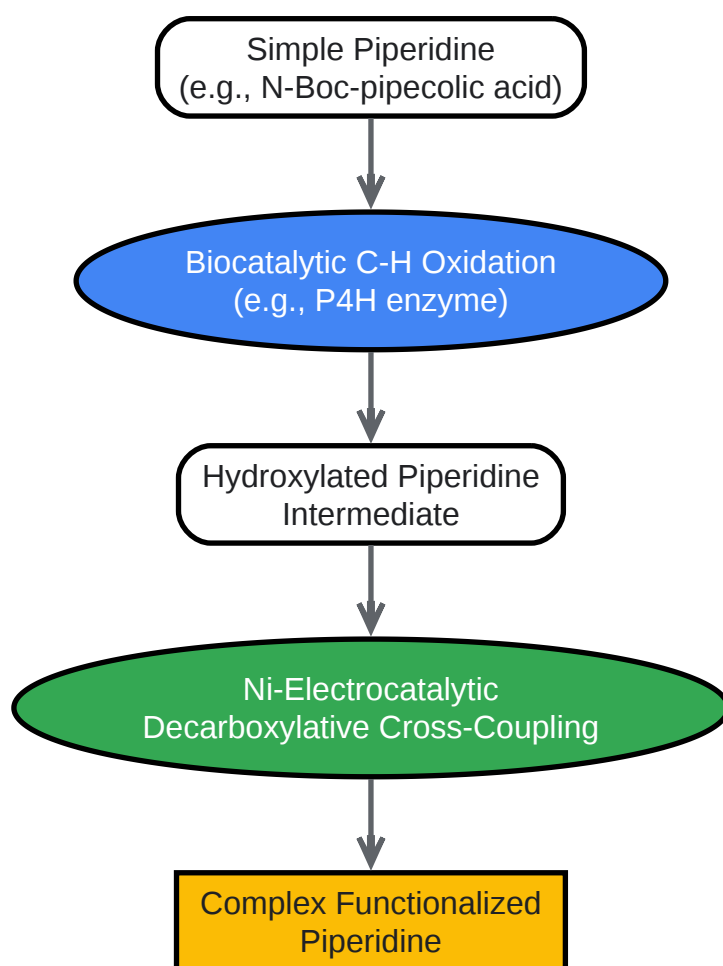 Simple Piperidine
(e.g., N-Boc-pipecolic acid)
Biocatalytic C-H Oxidation
(e.g., P4H enzyme)
Hydroxylated Piperidine
Intermediate
Ni-Electrocatalytic
Decarboxylative Cross-Coupling
Complex Functionalized
Piperidine